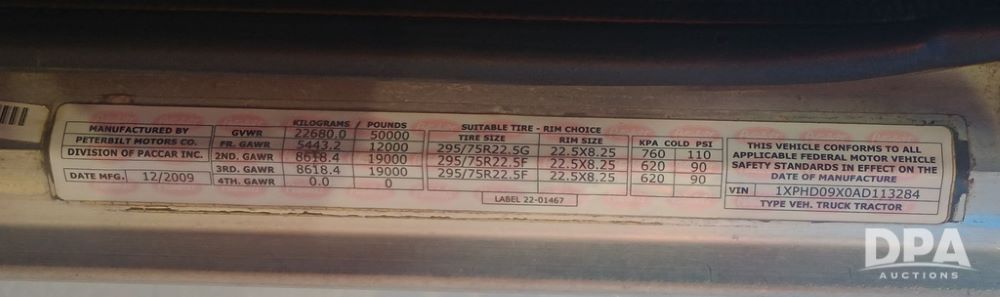 MANUFACTURED BY
PETERBILT MOTORS CO.
DIVISION OF PACCAR INC.
DATE MFG. 12/2009
KILOGRAMS / POUNDS
GVWR 22680.0 50000
FR. GAWR 5443.2 12000
2ND. GAWR 8618.4 19000
3RD. GAWR 8618.4 19000
4TH. GAWR 0.0 0
SUITABLE TIRE - RIM CHOICE
TIRE SIZE RIM SIZE KPA COLD PSI
295/75R22.5G 22.5X8.25 760 110
295/75R22.5F 22.5X8.25 620 90
295/75R22.5F 22.5X8.25 620 90
LABEL 22-01467
THIS VEHICLE CONFORMS TO ALL
APPLICABLE FEDERAL MOTOR VEHICLE
SAFETY STANDARDS IN EFFECT ON THE
DATE OF MANUFACTURE
VIN 1XPHD09X0AD113284
TYPE VEH. TRUCK TRACTOR
DPA
AUCTIONS